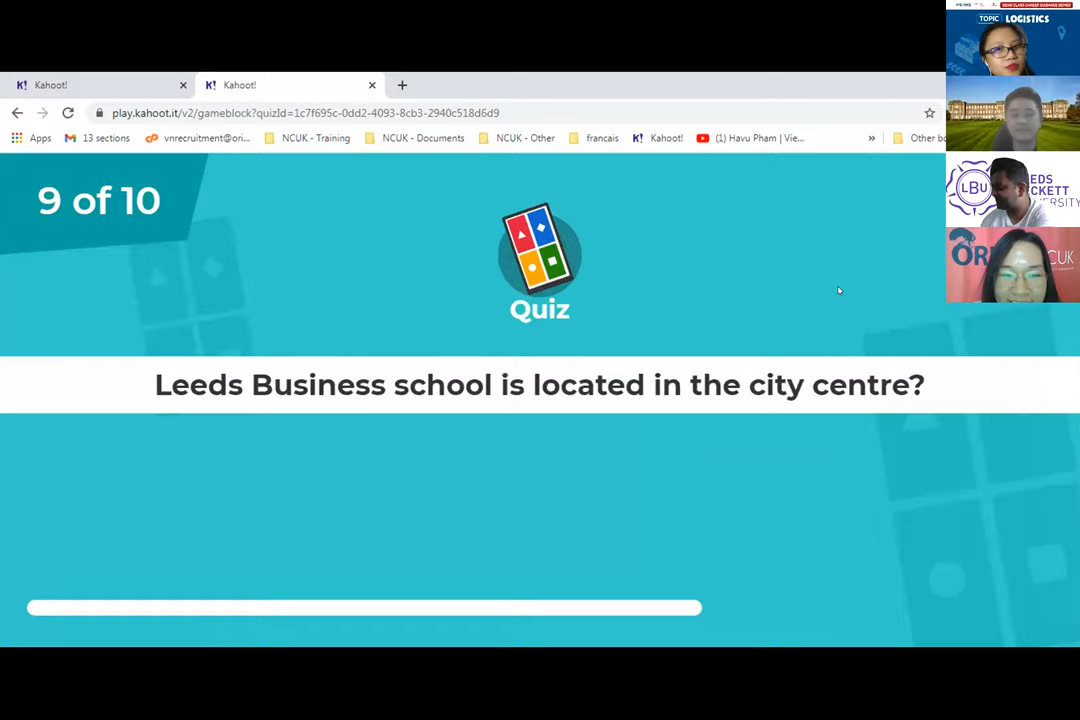 Kahoot!
Kahoot!
play.kahoot.it/v2/gameblock?quizId=1c7f695c-0dd2-4093-8cb3-2940c518d6d9
Apps
13 sections
vnrecruitment@ori...
NCUK - Training
NCUK - Documents
NCUK - Other
francais
Kahoot!
(1) Havu Pham | Vie...
»
Other bo
9 of 10
Quiz
Leeds Business school is located in the city centre?
TOPIC LOGISTICS
LBU
EDS
CKETT
VERSITY
OR
CUK